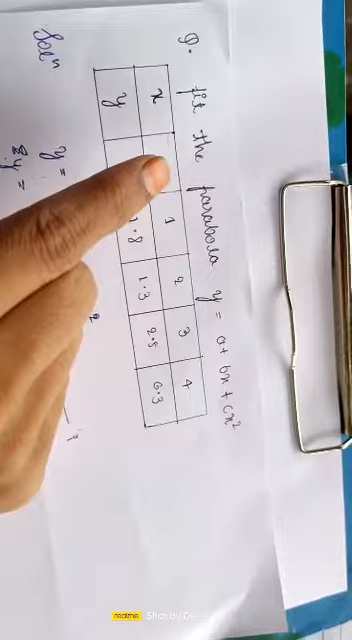 Q. fit the parabola y = a + bx + cx²
x 1 2 3 4
y 1.8 1.3 2.5 6.3
Solⁿ.
y =
Σy =
realme Shot by